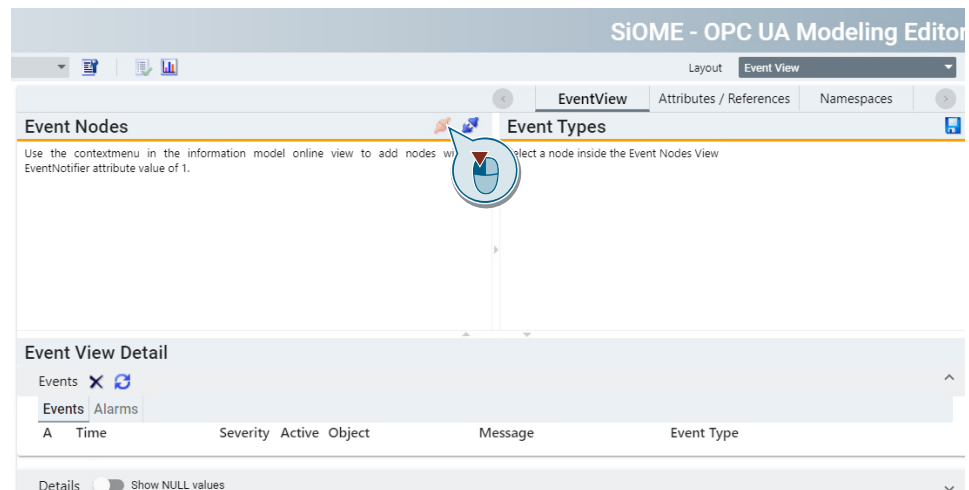 SiOME - OPC UA Modeling Editor
Layout Event View
EventView Attributes / References Namespaces
Event Nodes
Use the contextmenu in the information model online view to add nodes
EventNotifier attribute value of 1.
Event Types
a node inside the Event Nodes View
Event View Detail
Events
Events Alarms
A Time Severity Active Object Message Event Type
Details Show NULL values